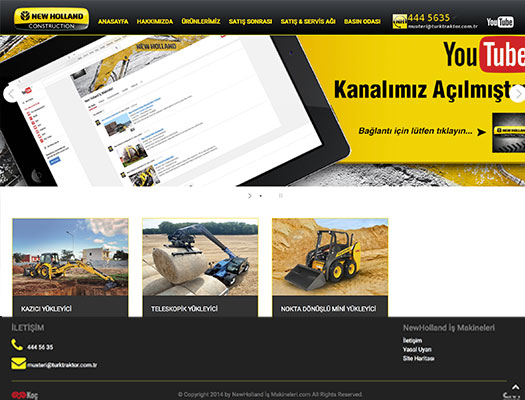 NEW HOLLAND
CONSTRUCTION
ANASAYFA HAKKIMIZDA ÜRÜNLERİMİZ SATIŞ SONRASI SATIŞ & SERVİS AĞI BASIN ODASI
444 5635
musteri@turktraktor.com.tr
YouTube
YouTube
Kanalımız Açılmıştı
Bağlantı için lütfen tıklayın...
NEW HOLLAND
KAZICI YÜKLEYİCİ
TELESKOPİK YÜKLEYİCİ
NOKTA DÖNÜŞLÜ MİNİ YÜKLEYİCİ
İLETİŞİM
444 56 35
musteri@turktraktor.com.tr
NewHolland İş Makineleri
İletişim
Yasal Uyarı
Site Haritası
Koç
© Copyright 2014 by NewHolland İş Makineleri.com All Rights Reserved.